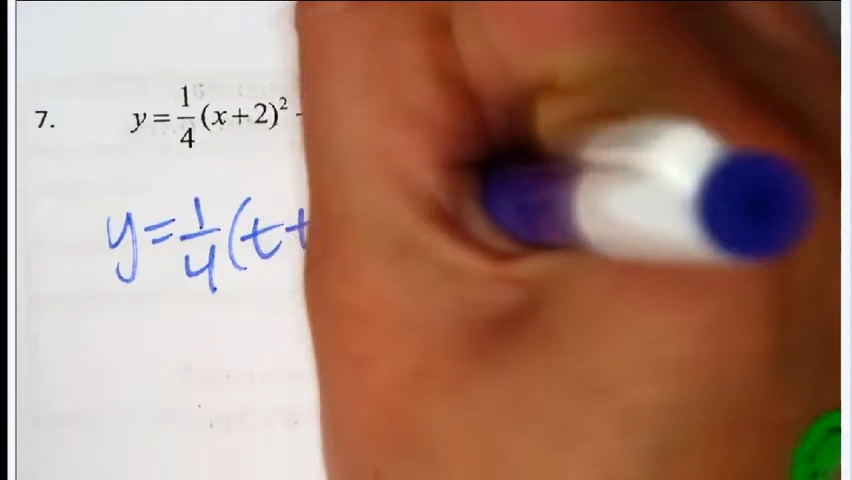 7. y = 1/4 (x+2)² -
y = 1/4 (t+